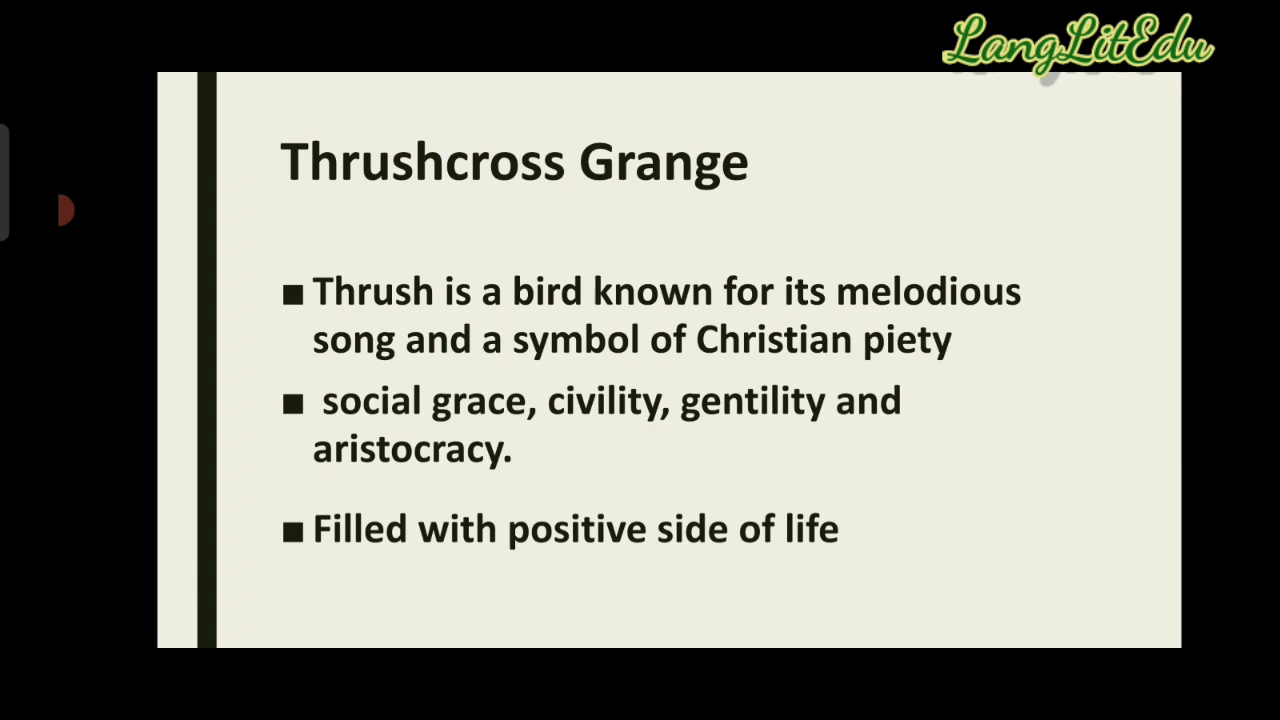 LangLitEdu
Thrushcross Grange
■ Thrush is a bird known for its melodious
song and a symbol of Christian piety
■ social grace, civility, gentility and
aristocracy.
■ Filled with positive side of life